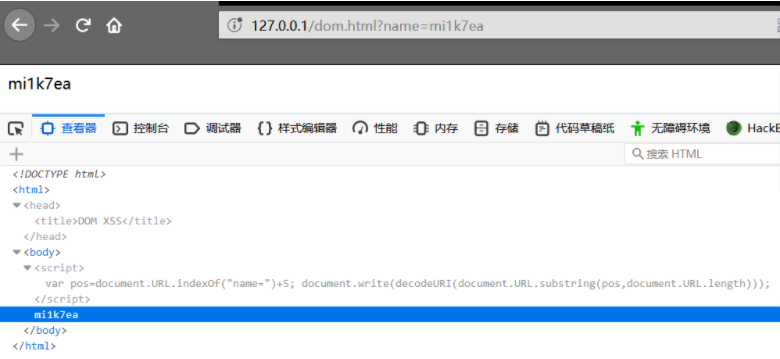 127.0.0.1/dom.html?name=mi1k7ea
mi1k7ea
查看器 控制台 调试器 {} 样式编辑器 性能 内存 存储 代码草稿纸 无障碍环境 HackB
+ 搜索 HTML
<!DOCTYPE html>
<html>
<head>
<title>DOM XSS</title>
</head>
<body>
<script>
var pos=document.URL.indexOf("name=")+5; document.write(decodeURI(document.URL.substring(pos,document.URL.length)));
</script>
mi1k7ea
</body>
</html>